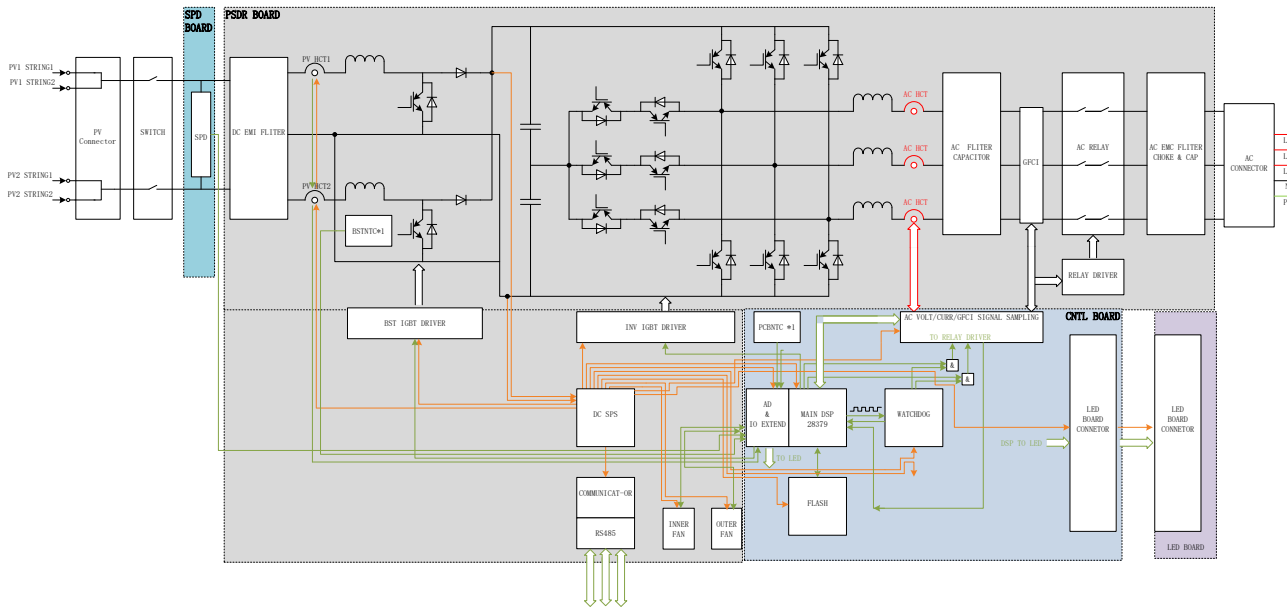 SPD
BOARD
PSDR BOARD
PV1 STRING1
PV1 STRING2
PV2 STRING1
PV2 STRING2
PV
Connector
SWITCH
SPD
DC EMI FLITER
PV HCT1
PV HCT2
BSTNTC*1
AC HCT
AC HCT
AC HCT
AC FLITER
CAPACITOR
GFCI
AC RELAY
AC EMC FLITER
CHOKE & CAP
AC
CONNECTOR
L
L
L
P
RELAY DRIVER
BST IGBT DRIVER
INV IGBT DRIVER
PCBNTC *1
AC VOLT/CURR/GFCI SIGNAL SAMPLING
TO RELAY DRIVER
CNTL BOARD
&
&
DC SPS
AD
&
IO EXTEND
MAIN DSP
28379
WATCHDOG
LED
BOARD
CONNETOR
LED
BOARD
CONNETOR
DSP TO LED
TO LED
COMMUNICAT-OR
RS485
INNER
FAN
OUTER
FAN
FLASH
LED BOARD